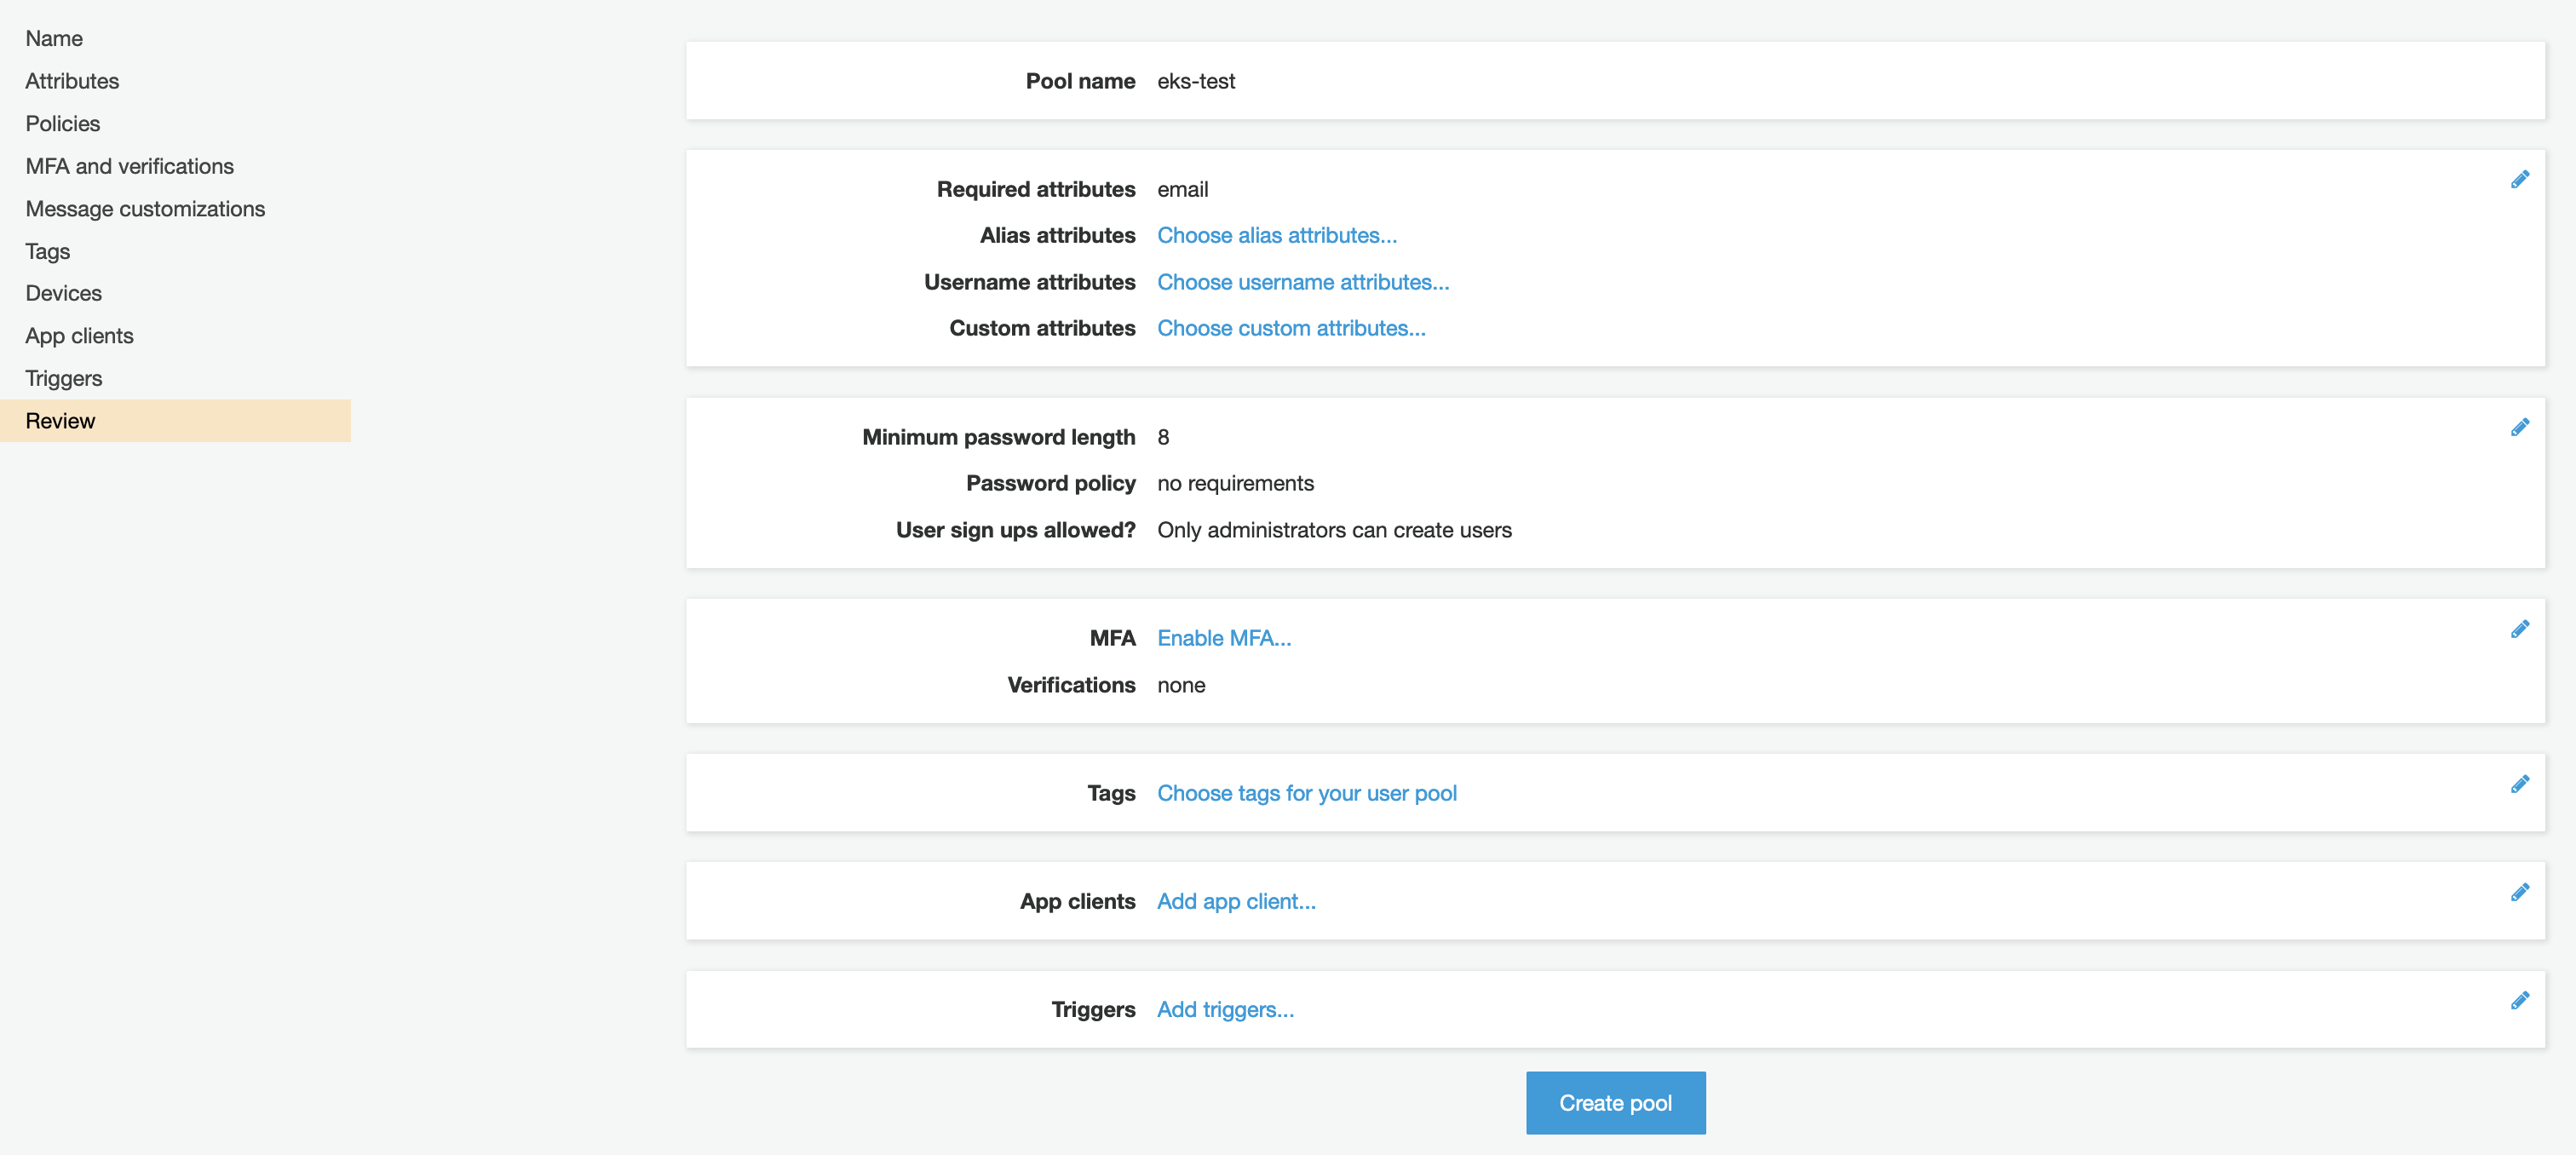 Name
Attributes
Policies
MFA and verifications
Message customizations
Tags
Devices
App clients
Triggers
Review
Pool name eks-test
Required attributes email
Alias attributes Choose alias attributes...
Username attributes Choose username attributes...
Custom attributes Choose custom attributes...
Minimum password length 8
Password policy no requirements
User sign ups allowed? Only administrators can create users
MFA Enable MFA...
Verifications none
Tags Choose tags for your user pool
App clients Add app client...
Triggers Add triggers...
Create pool